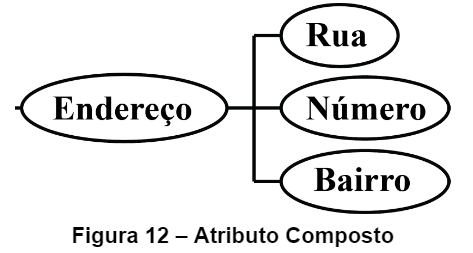 Rua
Endereço
Número
Bairro
Figura 12 – Atributo Composto